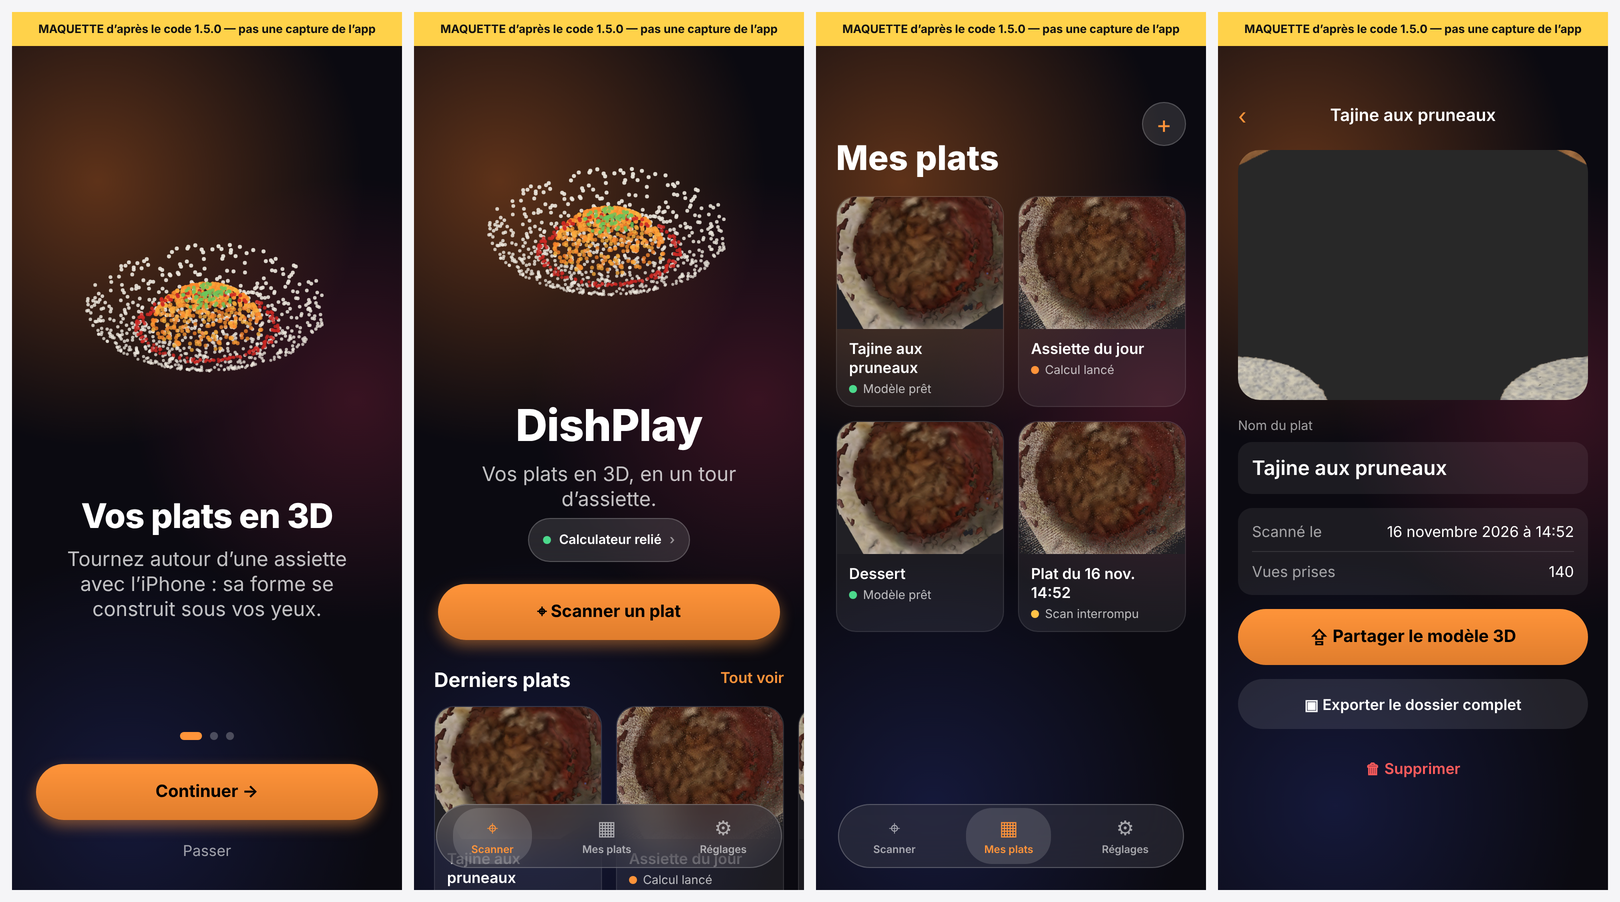 MAQUETTE d’après le code 1.5.0 — pas une capture de l’app
Vos plats en 3D
Tournez autour d’une assiette
avec l’iPhone : sa forme se
construit sous vos yeux.
Continuer →
Passer
MAQUETTE d’après le code 1.5.0 — pas une capture de l’app
DishPlay
Vos plats en 3D, en un tour
d’assiette.
Calculateur relié ›
Scanner un plat
Derniers plats
Tout voir
Tajine aux
pruneaux
Assiette du jour
Calcul lancé
Scanner
Mes plats
Réglages
MAQUETTE d’après le code 1.5.0 — pas une capture de l’app
+
Mes plats
Tajine aux
pruneaux
Modèle prêt
Assiette du jour
Calcul lancé
Dessert
Modèle prêt
Plat du 16 nov.
14:52
Scan interrompu
Scanner
Mes plats
Réglages
MAQUETTE d’après le code 1.5.0 — pas une capture de l’app
‹
Tajine aux pruneaux
Nom du plat
Tajine aux pruneaux
Scanné le 16 novembre 2026 à 14:52
Vues prises 140
Partager le modèle 3D
Exporter le dossier complet
Supprimer